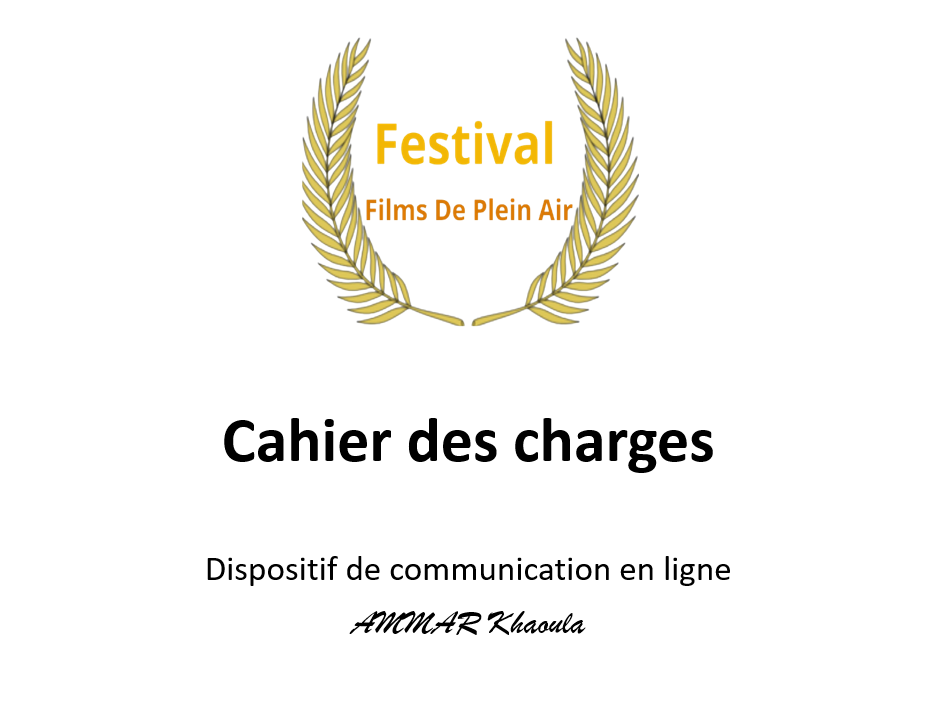 Festival
Films De Plein Air
Cahier des charges
Dispositif de communication en ligne
AMMAR Khaoula